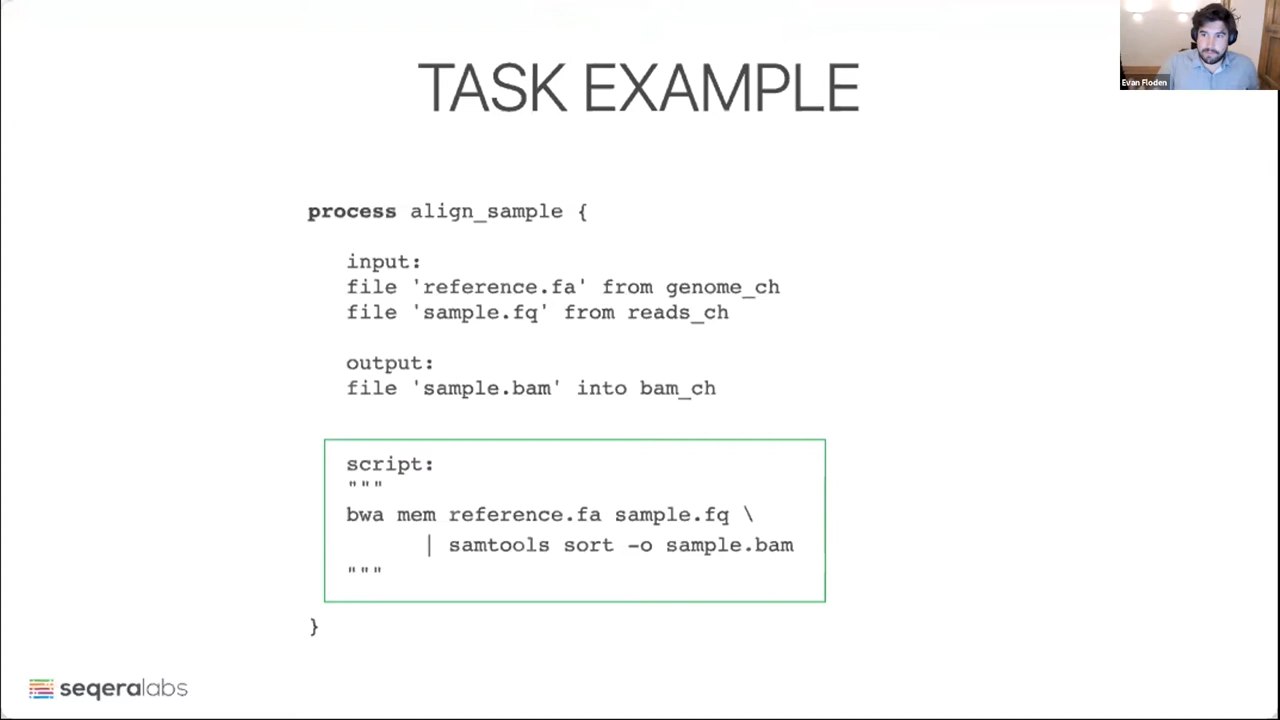 Evan Floden
TASK EXAMPLE
process align_sample {
input:
file 'reference.fa' from genome_ch
file 'sample.fq' from reads_ch
output:
file 'sample.bam' into bam_ch
script:
"""
bwa mem reference.fa sample.fq \
| samtools sort -o sample.bam
"""
}
seqeralabs